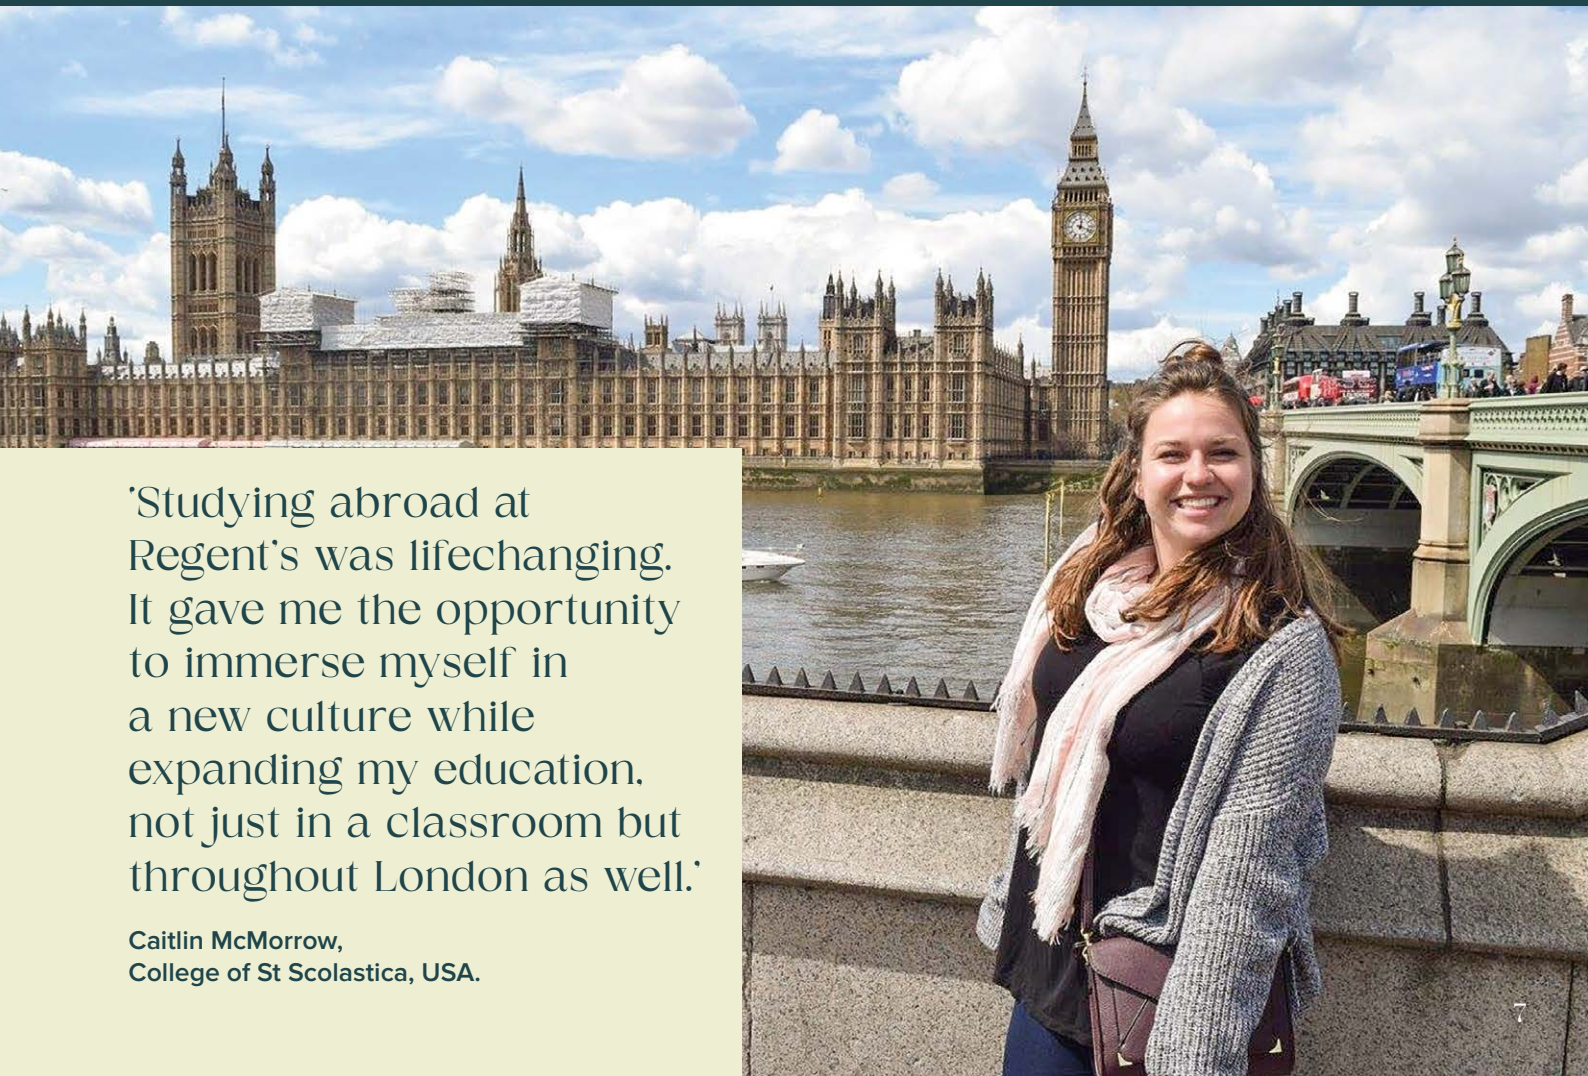 ‘Studying abroad at
Regent’s was lifechanging.
It gave me the opportunity
to immerse myself in
a new culture while
expanding my education,
not just in a classroom but
throughout London as well.’
Caitlin McMorrow,
College of St Scolastica, USA.
7